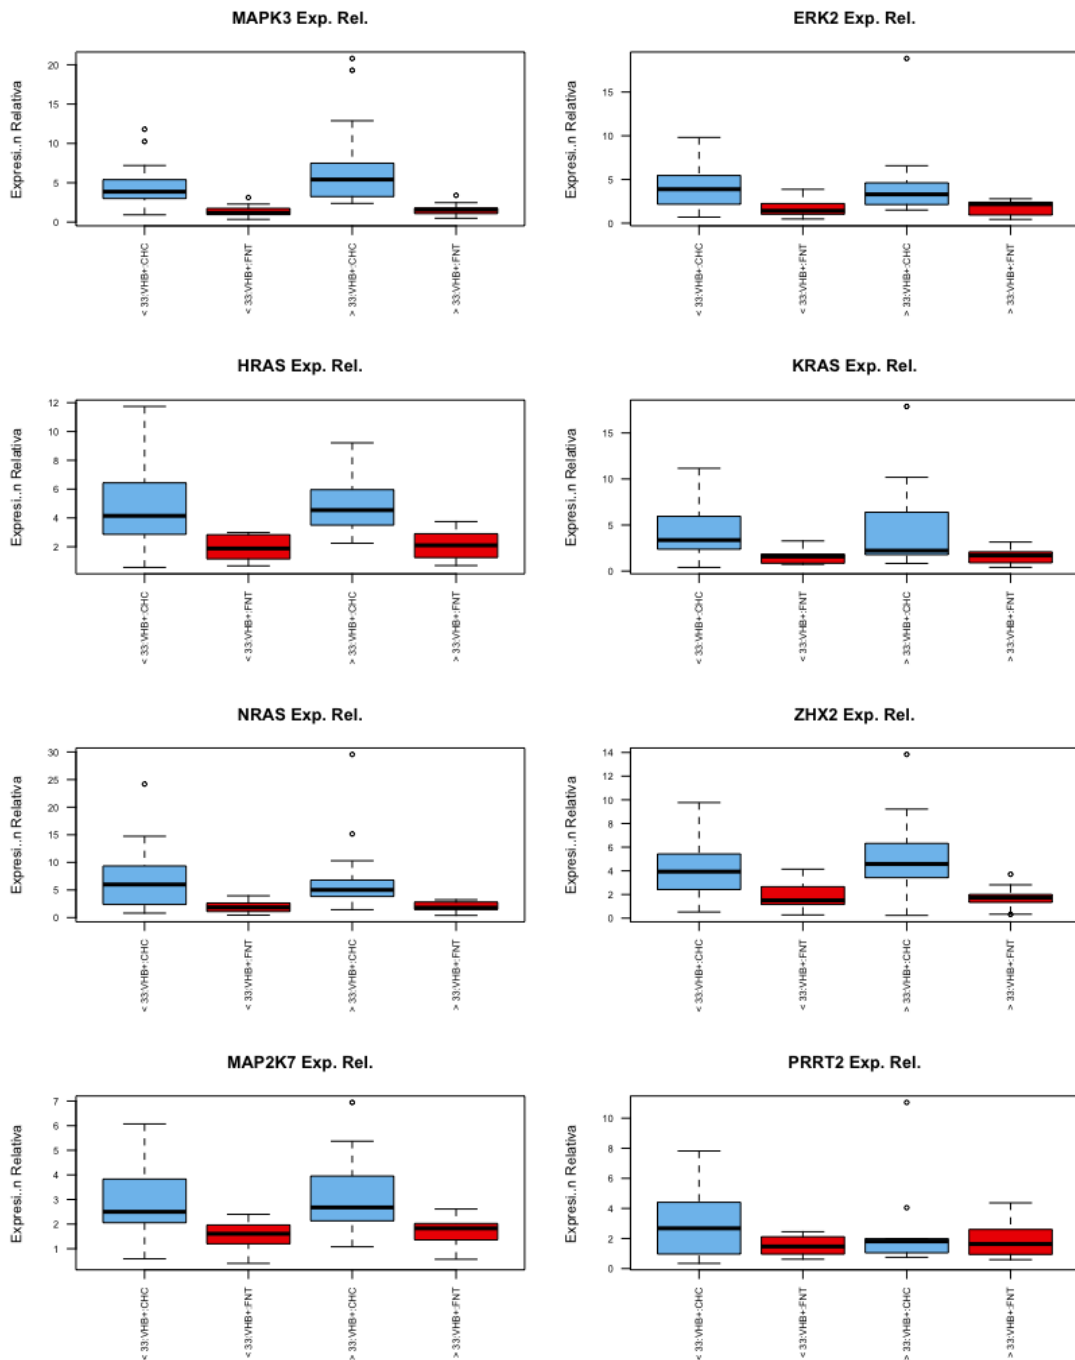 MAPK3 Exp. Rel.
Expresi..n Relativa
20
15
10
5
0
< 33:VHB+:CHC
< 33:VHB+:FNT
> 33:VHB+:CHC
> 33:VHB+:FNT
ERK2 Exp. Rel.
Expresi..n Relativa
15
10
5
0
< 33:VHB+:CHC
< 33:VHB+:FNT
> 33:VHB+:CHC
> 33:VHB+:FNT
HRAS Exp. Rel.
Expresi..n Relativa
12
10
8
6
4
2
< 33:VHB+:CHC
< 33:VHB+:FNT
> 33:VHB+:CHC
> 33:VHB+:FNT
KRAS Exp. Rel.
Expresi..n Relativa
15
10
5
0
< 33:VHB+:CHC
< 33:VHB+:FNT
> 33:VHB+:CHC
> 33:VHB+:FNT
NRAS Exp. Rel.
Expresi..n Relativa
30
25
20
15
10
5
0
< 33:VHB+:CHC
< 33:VHB+:FNT
> 33:VHB+:CHC
> 33:VHB+:FNT
ZHX2 Exp. Rel.
Expresi..n Relativa
14
12
10
8
6
4
2
0
< 33:VHB+:CHC
< 33:VHB+:FNT
> 33:VHB+:CHC
> 33:VHB+:FNT
MAP2K7 Exp. Rel.
Expresi..n Relativa
7
6
5
4
3
2
1
< 33:VHB+:CHC
< 33:VHB+:FNT
> 33:VHB+:CHC
> 33:VHB+:FNT
PRRT2 Exp. Rel.
Expresi..n Relativa
10
8
6
4
2
0
< 33:VHB+:CHC
< 33:VHB+:FNT
> 33:VHB+:CHC
> 33:VHB+:FNT